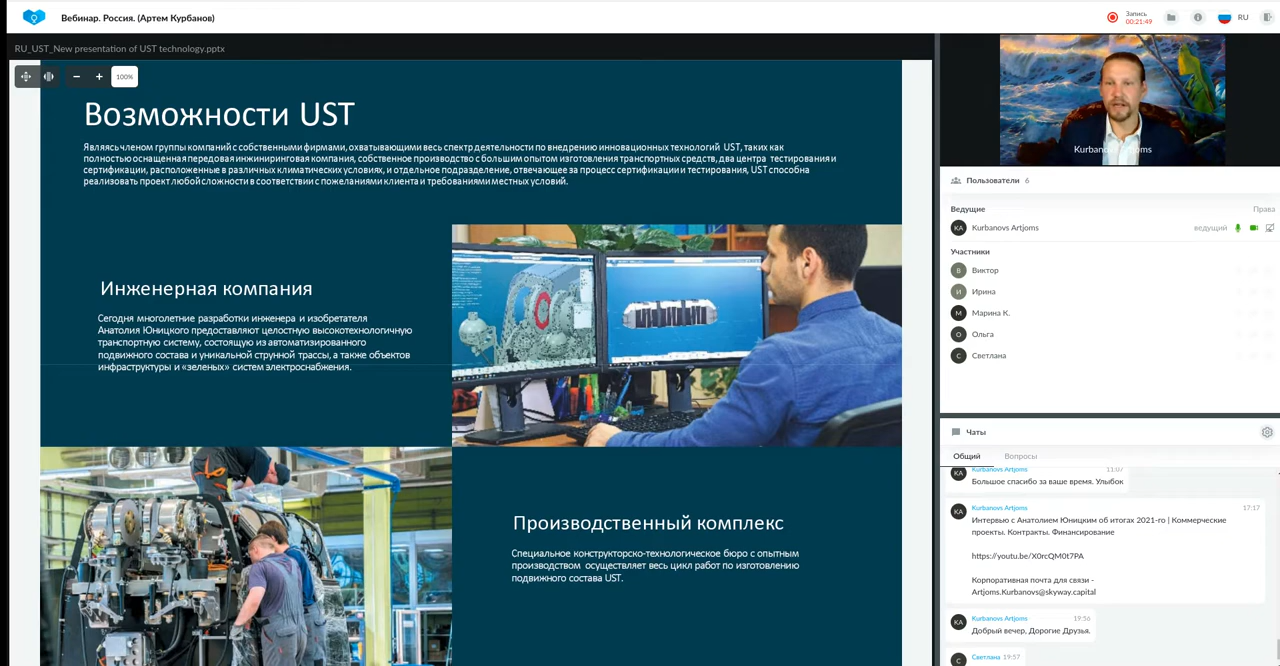 Вебинар. Россия. (Артем Курбанов)
Запись
00:21:49
RU
RU_UST_New presentation of UST technology.pptx
100%
Возможности UST
Являясь членом группы компаний с собственными фирмами, охватывающими весь спектр деятельности по внедрению инновационных технологий UST, таких как
полностью оснащенная передовая инжиниринговая компания, собственное производство с большим опытом изготовления транспортных средств, два центра тестирования и
сертификации, расположенные в различных климатических условиях, и отдельное подразделение, отвечающее за процесс сертификации и тестирования, UST способна
реализовать проект любой сложности в соответствии с пожеланиями клиента и требованиями местных условий.
Инженерная компания
Сегодня многолетние разработки инженера и изобретателя
Анатолия Юницкого предоставляют целостную высокотехнологичную
транспортную систему, состоящую из автоматизированного
подвижного состава и уникальной струнной трассы, а также объектов
инфраструктуры и «зеленых» систем электроснабжения.
Производственный комплекс
Специальное конструкторско-технологическое бюро с опытным
производством осуществляет весь цикл работ по изготовлению
подвижного состава UST.
Kurbanovs Artjoms
Пользователи 6
Ведущие Права
KA Kurbanovs Artjoms ведущий
Участники
В Виктор
И Ирина
М Марина К.
О Ольга
С Светлана
Чаты
Общий Вопросы
KA Kurbanovs Artjoms 11:07
Большое спасибо за ваше время. Улыбок
KA Kurbanovs Artjoms 17:17
Интервью с Анатолием Юницким об итогах 2021-го | Коммерческие
проекты. Контракты. Финансирование
https://youtu.be/X0rcQM0t7PA
Корпоративная почта для связи -
Artjoms.Kurbanovs@skyway.capital
KA Kurbanovs Artjoms 19:56
Добрый вечер, Дорогие Друзья.
С Светлана 19:57